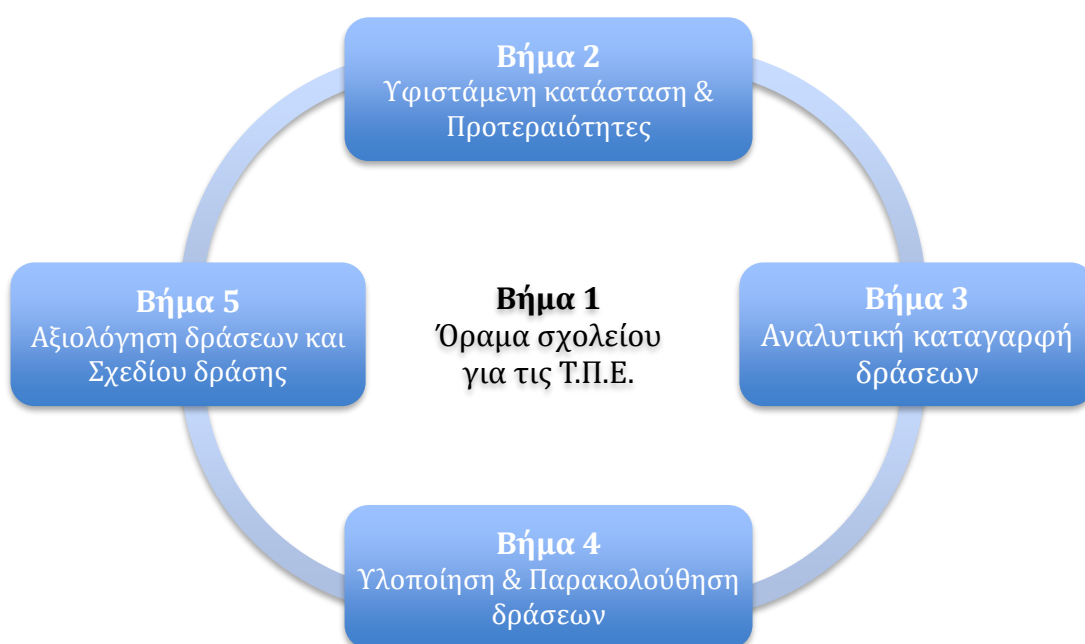 Βήμα 2
Υφιστάμενη κατάσταση &
Προτεραιότητες
Βήμα 5
Αξιολόγηση δράσεων και
Σχεδίου δράσης
Βήμα 1
Όραμα σχολείου
για τις Τ.Π.Ε.
Βήμα 3
Αναλυτική καταγαρφή
δράσεων
Βήμα 4
Υλοποίηση & Παρακολούθηση
δράσεων